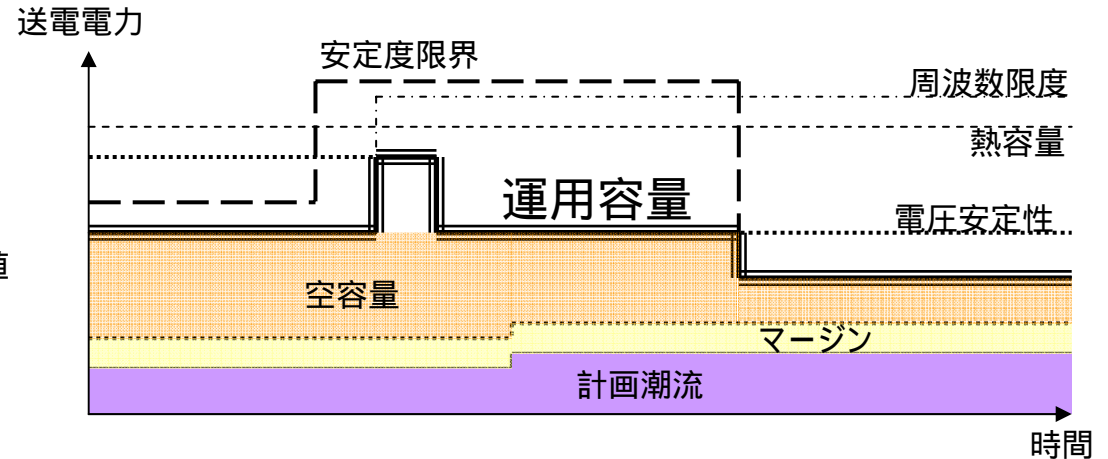 送電電力
安定度限界
周波数限度
熱容量
運用容量
電圧安定性
値
空容量
マージン
計画潮流
時間